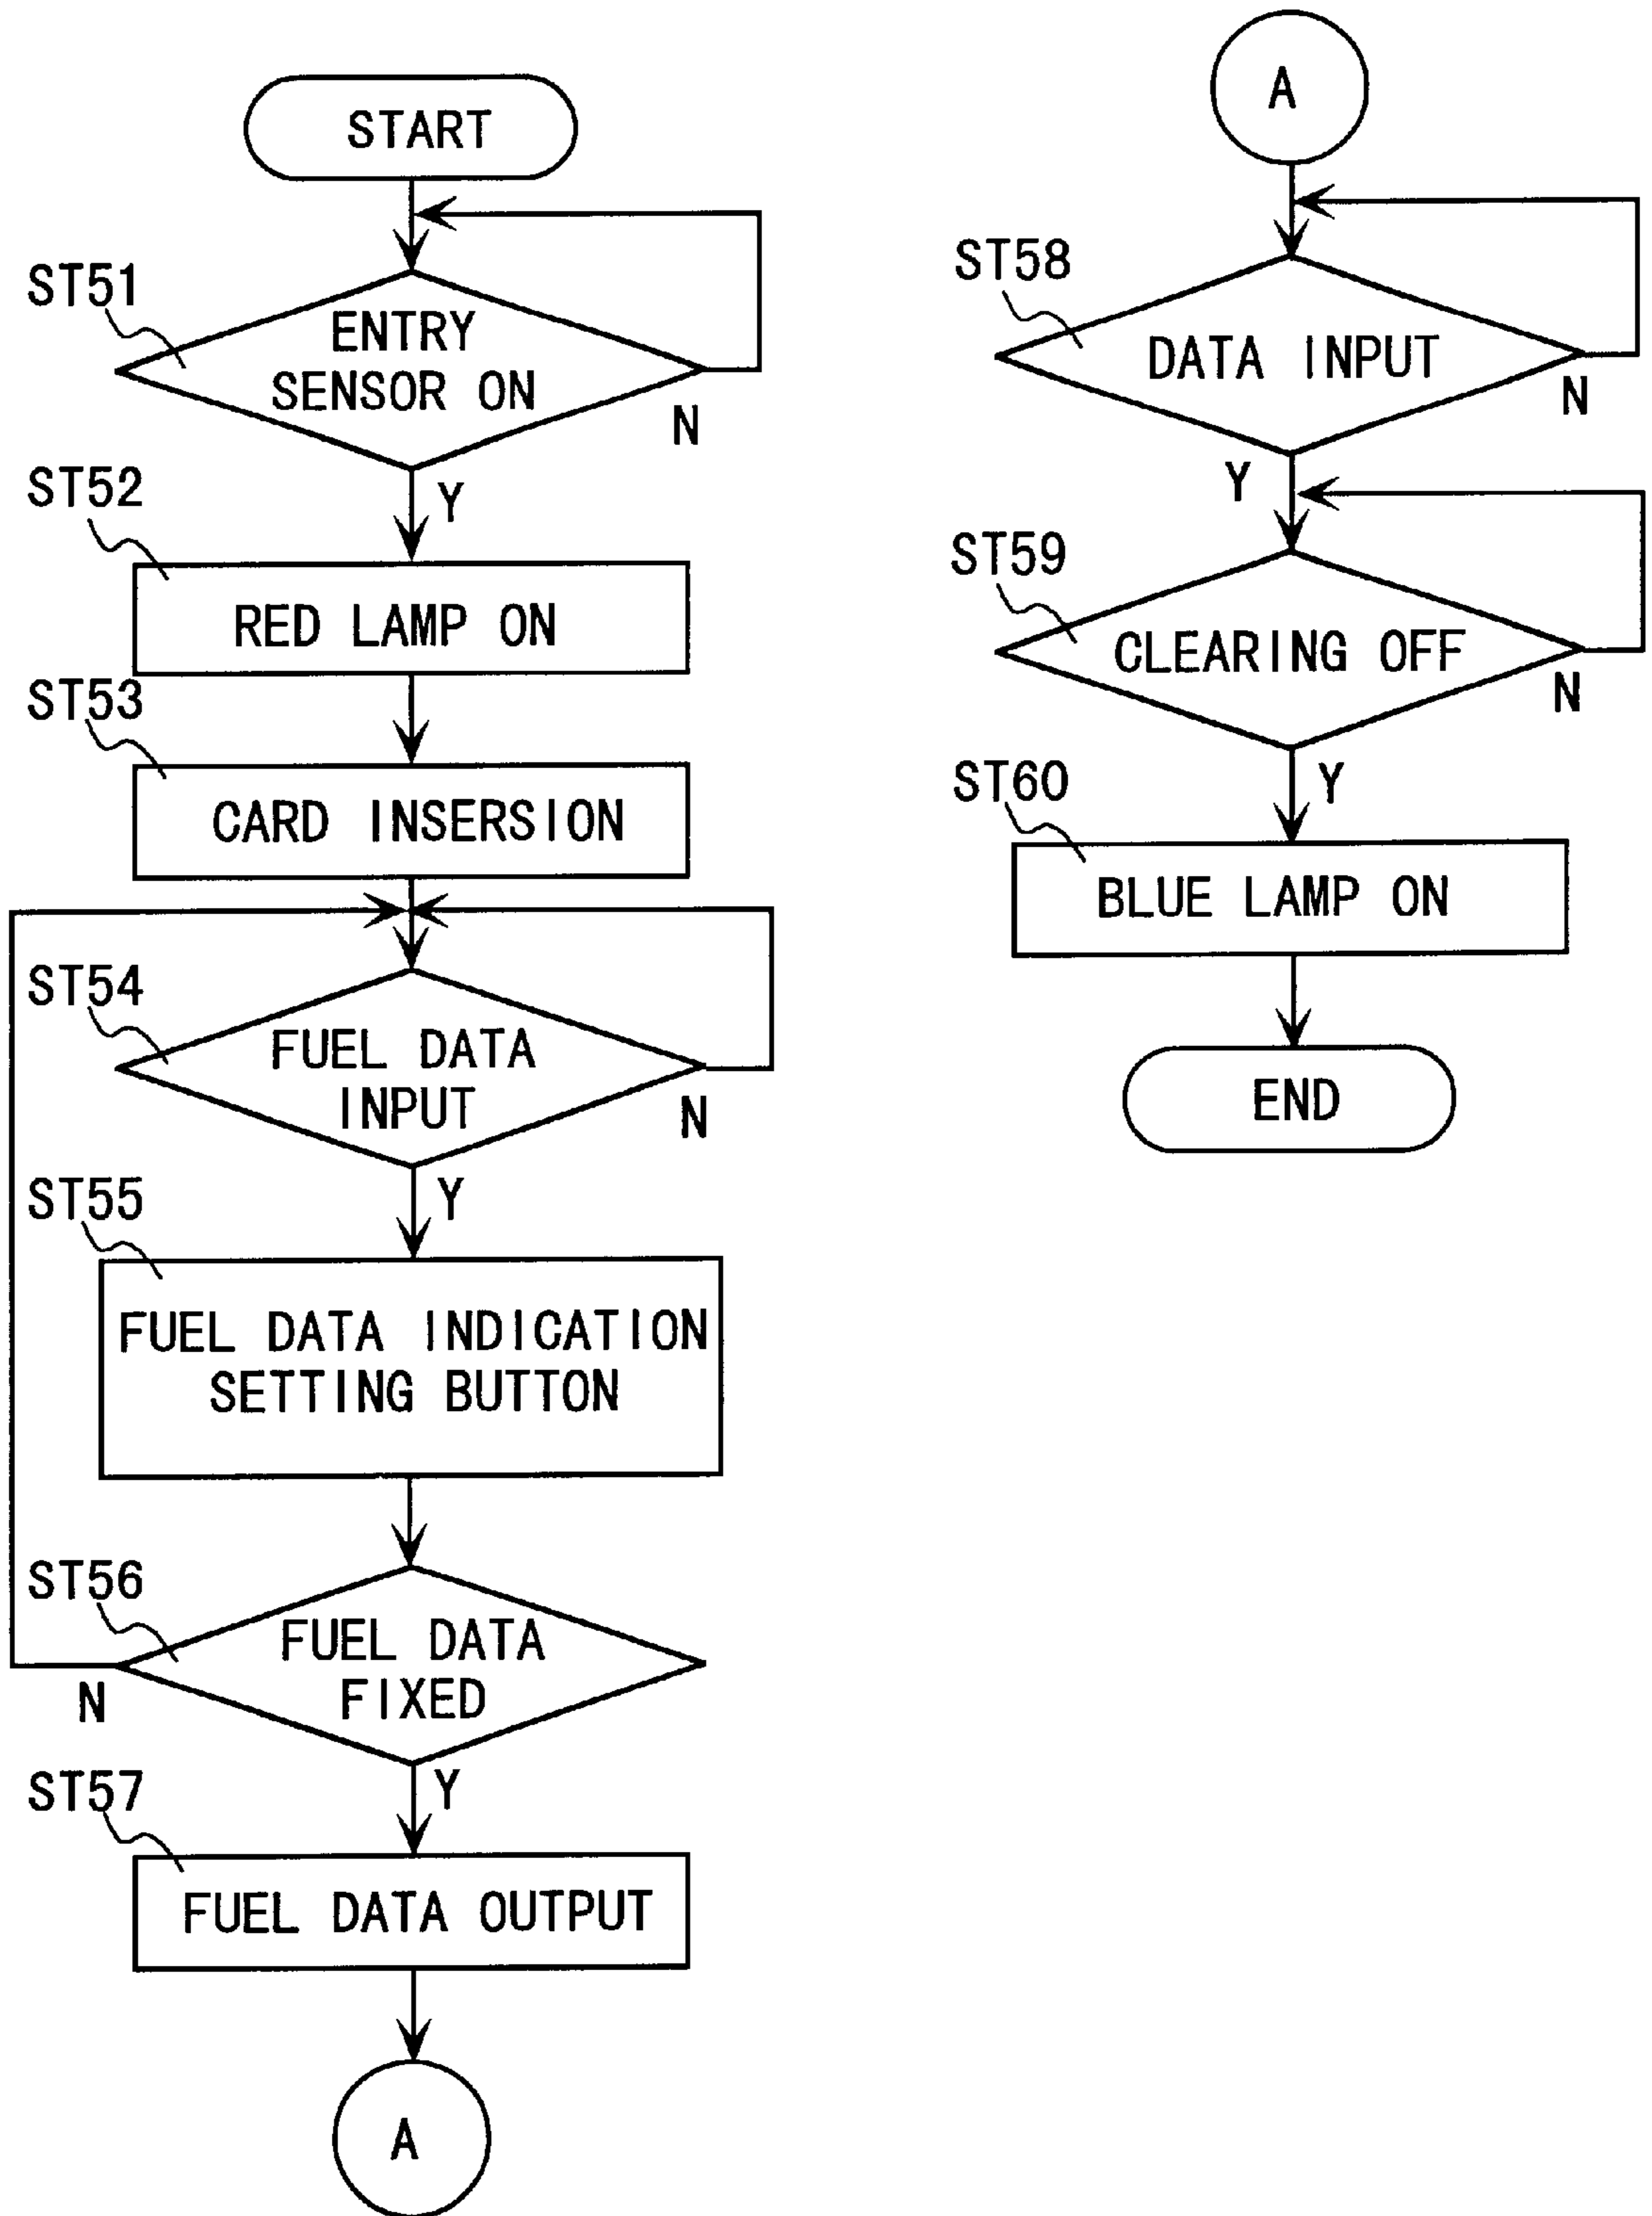 START
ST51
ENTRY
SENSOR ON
N
Y
ST52
RED LAMP ON
ST53
CARD INSERSION
ST54
FUEL DATA
INPUT
N
Y
ST55
FUEL DATA INDICATION
SETTING BUTTON
ST56
FUEL DATA
FIXED
N
Y
ST57
FUEL DATA OUTPUT
A
A
ST58
DATA INPUT
N
Y
ST59
CLEARING OFF
N
Y
ST60
BLUE LAMP ON
END